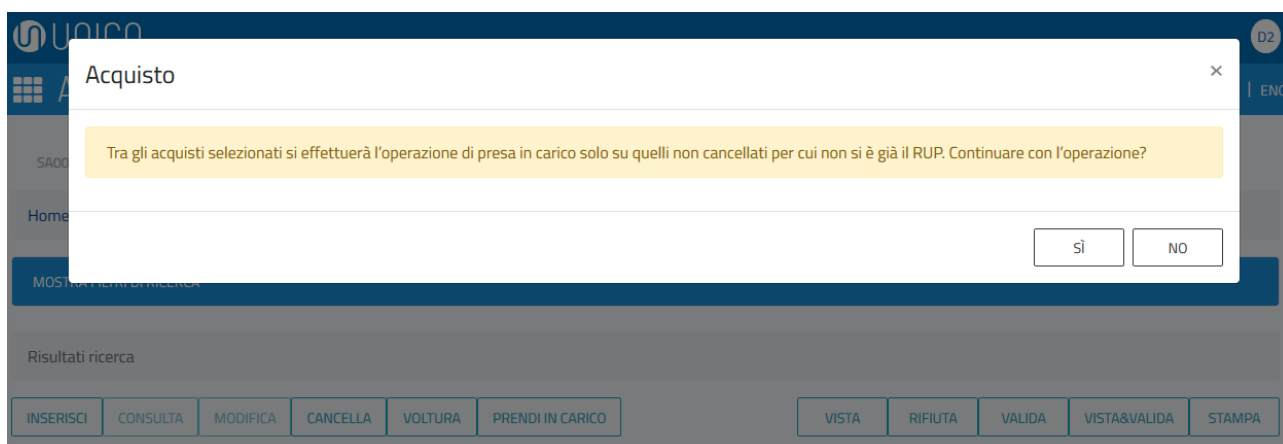 D2
Acquisto
×
| ENG
Tra gli acquisti selezionati si effettuerà l'operazione di presa in carico solo su quelli non cancellati per cui non si è già il RUP. Continuare con l'operazione?
SA00
Home
SÌ NO
Risultati ricerca
INSERISCI CONSULTA MODIFICA CANCELLA VOLTURA PRENDI IN CARICO VISTA RIFIUTA VALIDA VISTA&VALIDA STAMPA